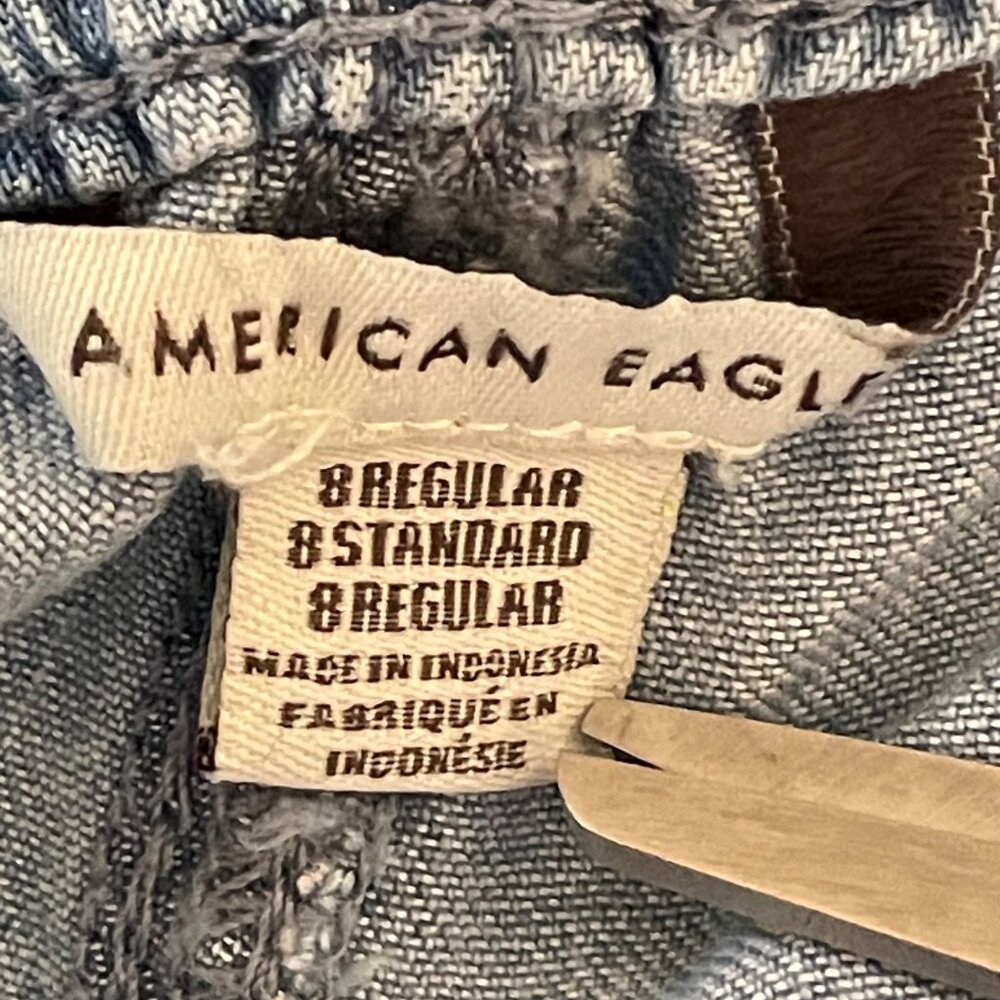 AMERICAN EAGLE
8 REGULAR
8 STANDARD
8 REGULAR
MADE IN INDONESIA
FABRIQUÉ EN
INDONÉSIE